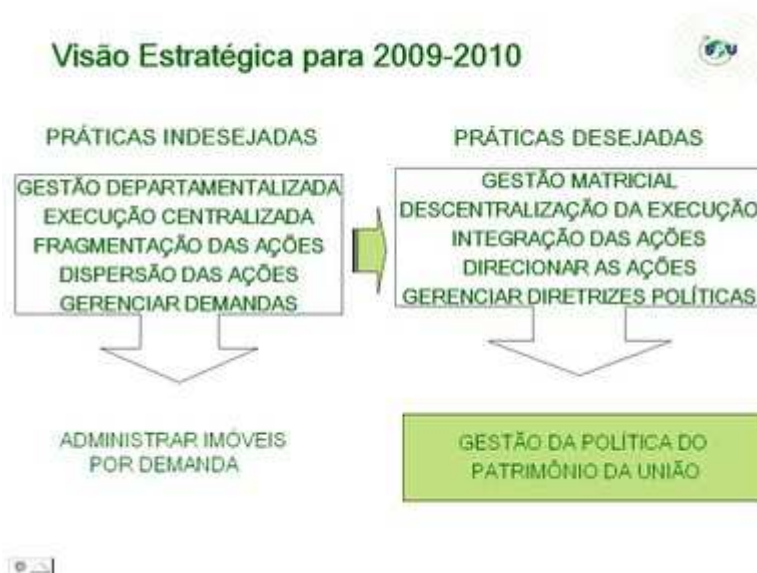 Visão Estratégica para 2009-2010
PRÁTICAS INDESEJADAS
GESTÃO DEPARTAMENTALIZADA
EXECUÇÃO CENTRALIZADA
FRAGMENTAÇÃO DAS AÇÕES
DISPERSÃO DAS AÇÕES
GERENCIAR DEMANDAS
ADMINISTRAR IMÓVEIS
POR DEMANDA
PRÁTICAS DESEJADAS
GESTÃO MATRICIAL
DESCENTRALIZAÇÃO DA EXECUÇÃO
INTEGRAÇÃO DAS AÇÕES
DIRECIONAR AS AÇÕES
GERENCIAR DIRETRIZES POLÍTICAS
GESTÃO DA POLÍTICA DO
PATRIMÔNIO DA UNIÃO